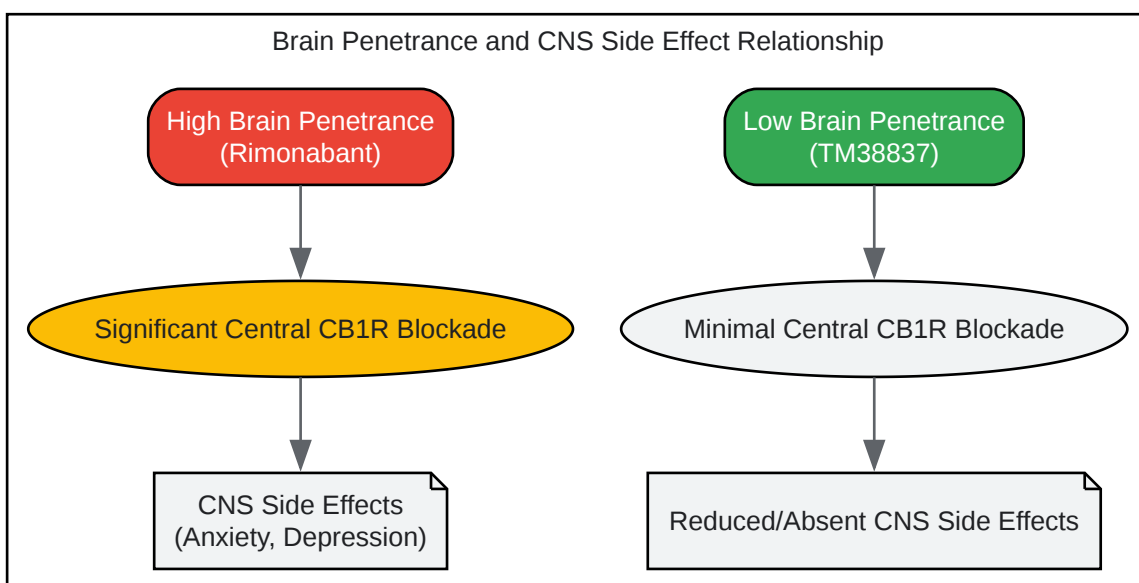 Brain Penetrance and CNS Side Effect Relationship
High Brain Penetrance
(Rimonabant)
Low Brain Penetrance
(TM38837)
Significant Central CB1R Blockade
Minimal Central CB1R Blockade
CNS Side Effects
(Anxiety, Depression)
Reduced/Absent CNS Side Effects